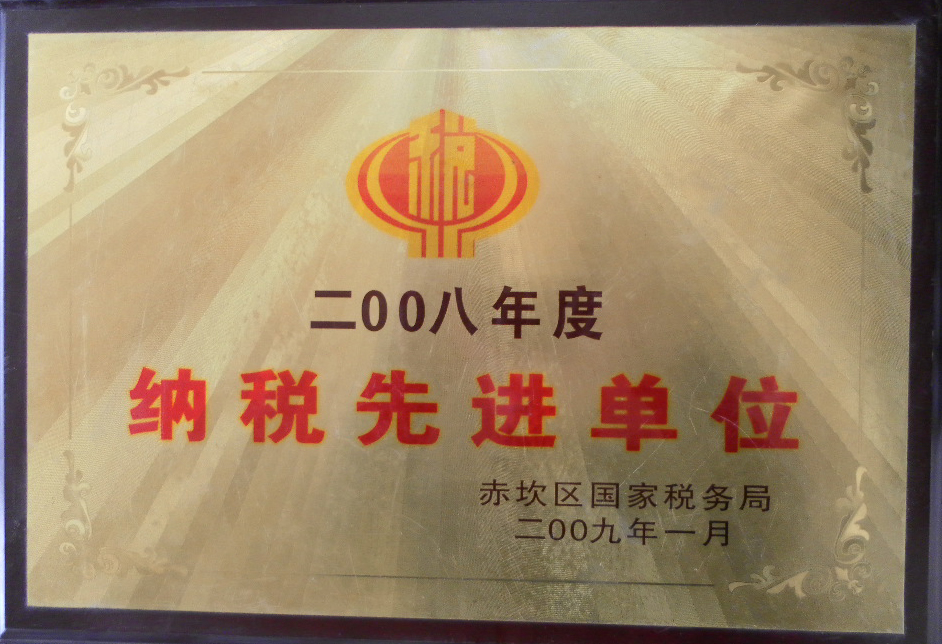 税
二00八年度
纳税先进单位
赤坎区国家税务局
二00九年一月